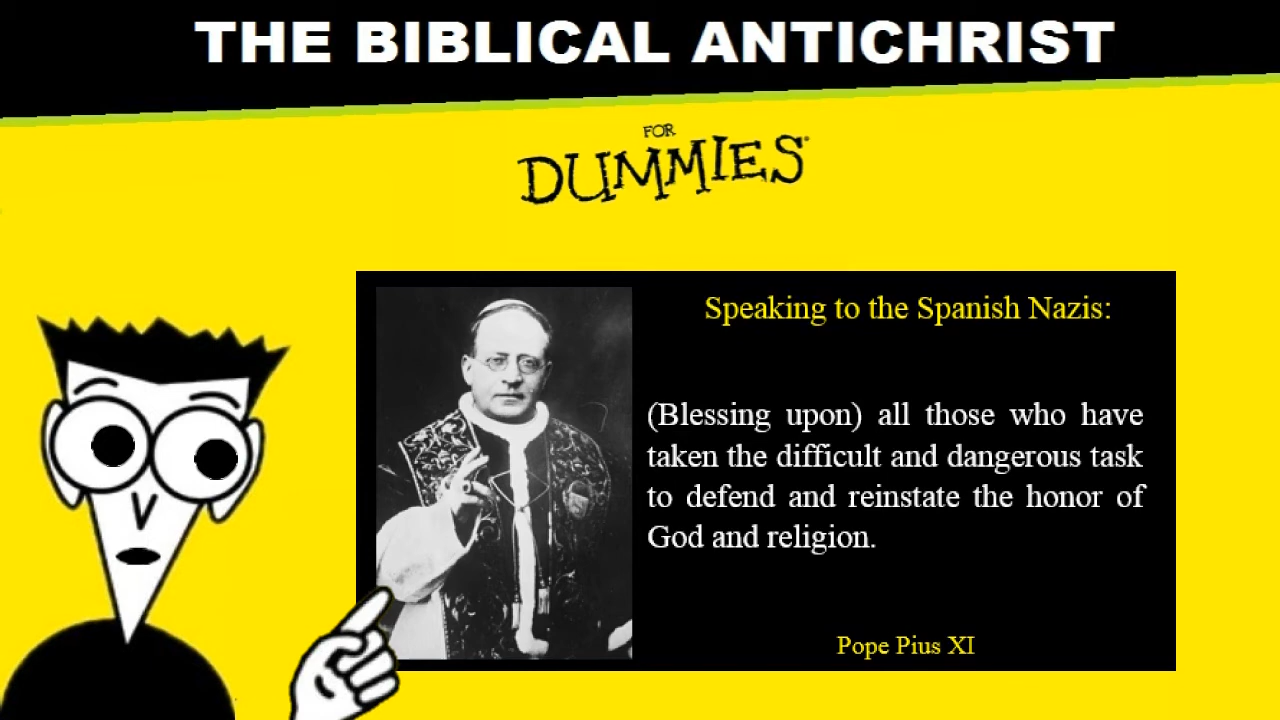 THE BIBLICAL ANTICHRIST
FOR
DUMMIES®
Speaking to the Spanish Nazis:
(Blessing upon) all those who have
taken the difficult and dangerous task
to defend and reinstate the honor of
God and religion.
Pope Pius XI